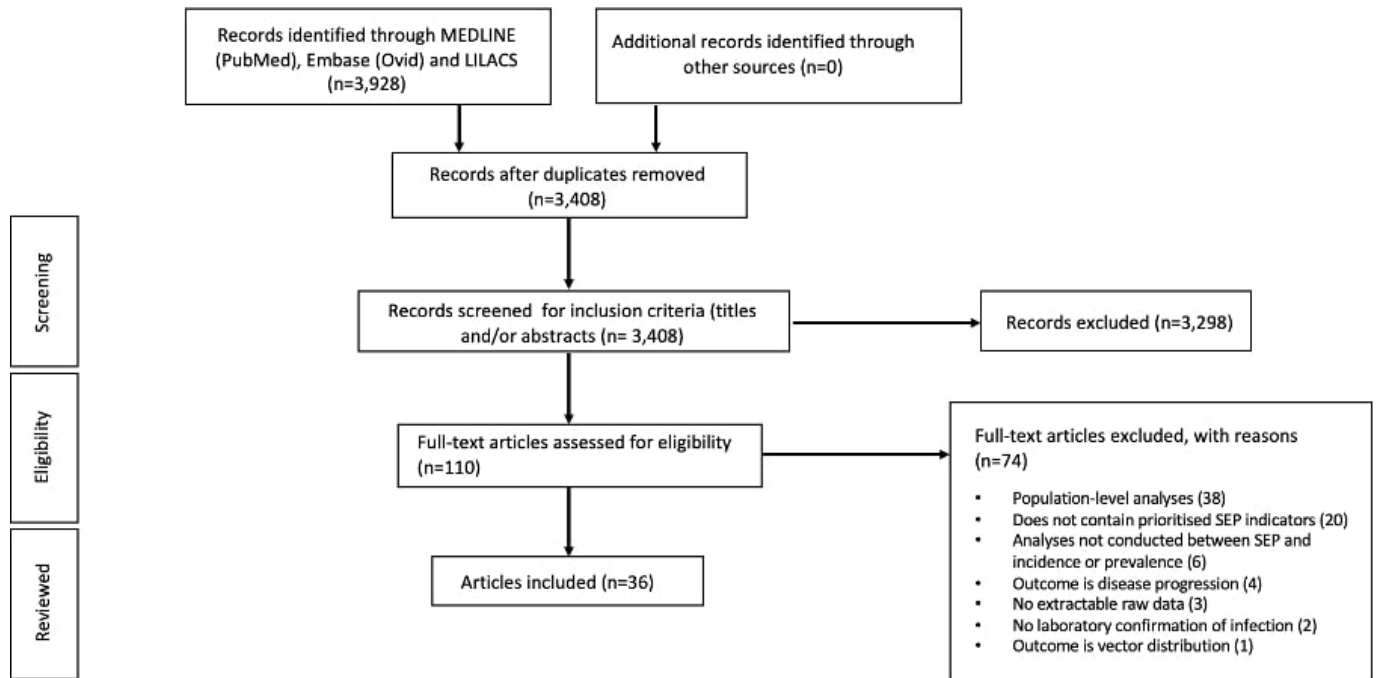 Records identified through MEDLINE
(PubMed), Embase (Ovid) and LILACS
(n=3,928)
Additional records identified through
other sources (n=0)
Records after duplicates removed
(n=3,408)
Screening
Records screened for inclusion criteria (titles
and/or abstracts (n= 3,408)
Records excluded (n=3,298)
Eligibility
Full-text articles assessed for eligibility
(n=110)
Full-text articles excluded, with reasons
(n=74)
• Population-level analyses (38)
• Does not contain prioritised SEP indicators (20)
• Analyses not conducted between SEP and
incidence or prevalence (6)
• Outcome is disease progression (4)
• No extractable raw data (3)
• No laboratory confirmation of infection (2)
• Outcome is vector distribution (1)
Reviewed
Articles included (n=36)